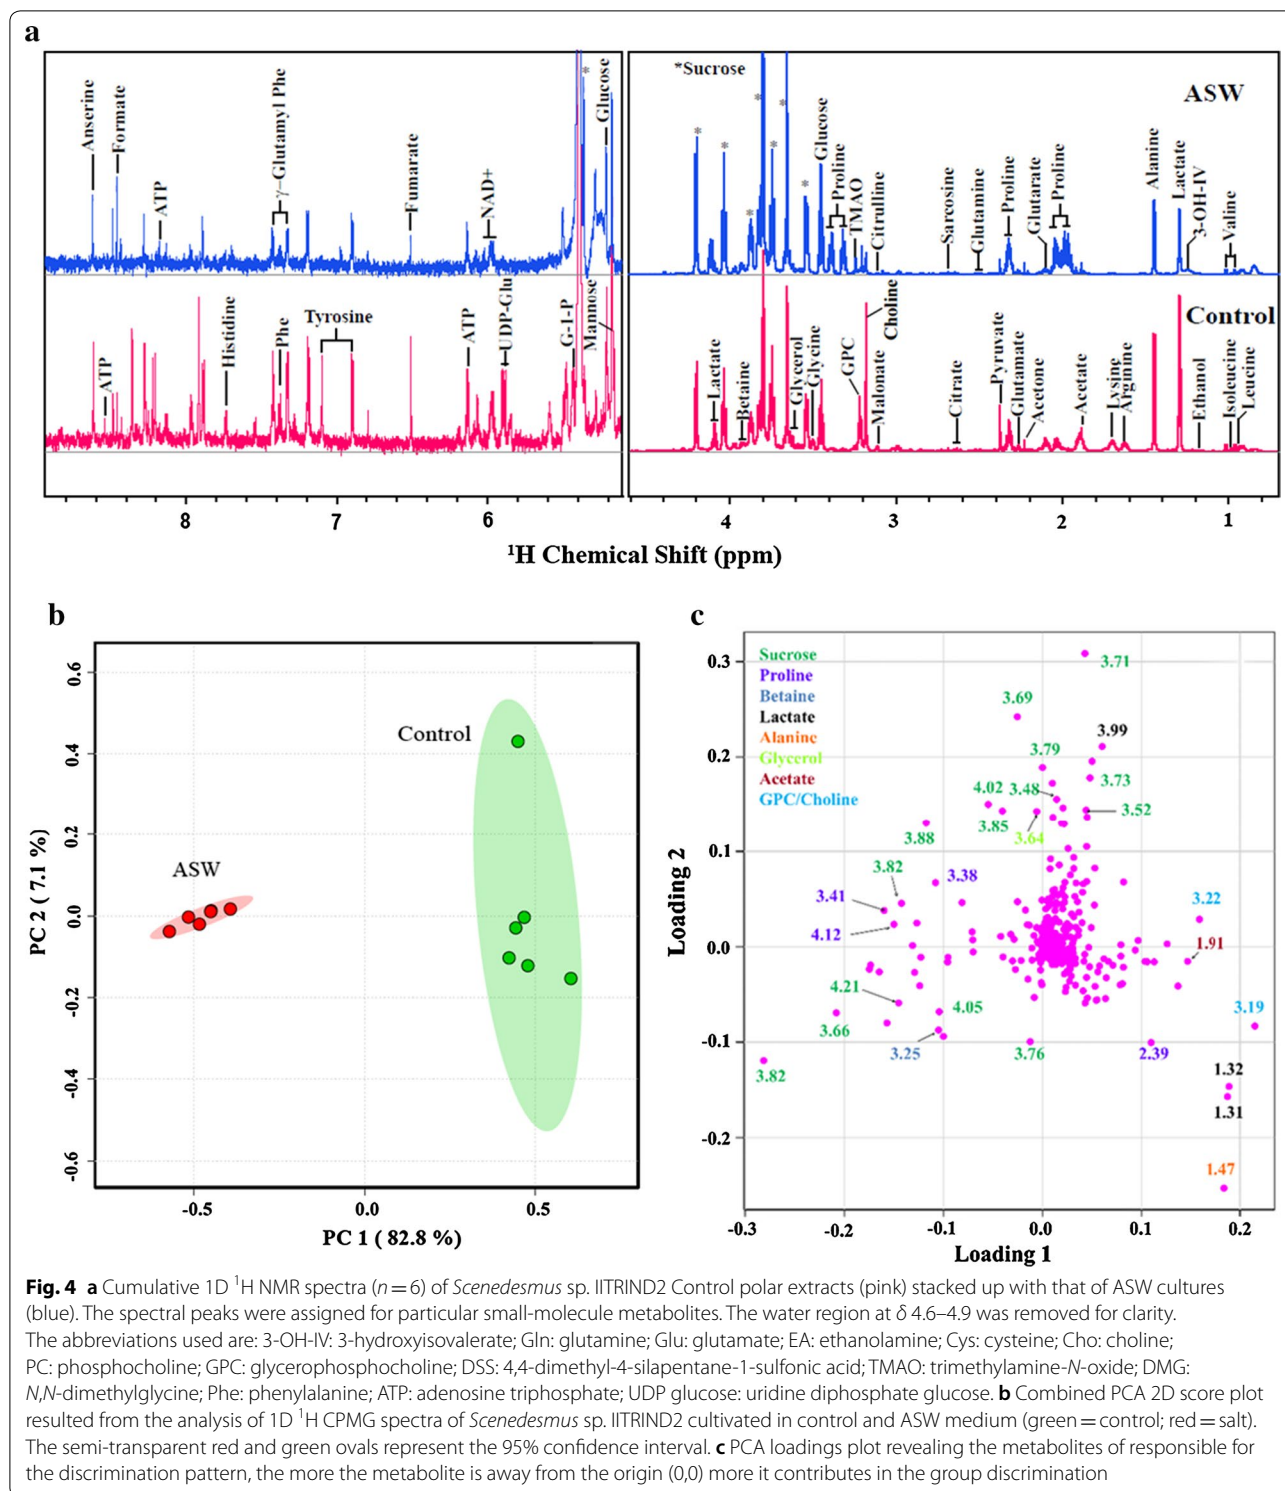 a
Anserine
Formate
ATP
γ–Glutamyl Phe
Fumarate
NAD+
*
Glucose
*Sucrose
*
*
*
*
*
*
*
Glucose
Proline
TMAO
Citrulline
Sarcosine
Glutamine
Proline
Glutarate
Proline
Alanine
Lactate
3-OH-IV
Valine
ASW
ATP
Histidine
Phe
Tyrosine
ATP
UDP-Glu
G-1-P
Mannose
Lactate
Betaine
Glycerol
Glycine
GPC
Choline
Malonate
Citrate
Pyruvate
Glutamate
Acetone
Acetate
Lysine
Arginine
Ethanol
Isoleucine
Leucine
Control
8 7 6 4 3 2 1
¹H Chemical Shift (ppm)
b
0.6
0.4
0.2
0.0
-0.2
-0.4
-0.6
PC 2 ( 7.1 %)
Control
ASW
-0.5 0.0 0.5
PC 1 ( 82.8 %)
c
Sucrose
Proline
Betaine
Lactate
Alanine
Glycerol
Acetate
GPC/Choline
0.3
0.2
0.1
0.0
-0.1
-0.2
Loading 2
3.71
3.69
3.99
3.79
3.73
4.02
3.48
3.52
3.85
3.64
3.88
3.82
3.38
3.41
3.22
4.12
1.91
4.21
4.05
3.19
3.66
3.25
3.76
2.39
3.82
1.32
1.31
1.47
-0.3 -0.2 -0.1 0.0 0.1 0.2
Loading 1
Fig. 4 a Cumulative 1D ¹H NMR spectra (n = 6) of Scenedesmus sp. IITRIND2 Control polar extracts (pink) stacked up with that of ASW cultures
(blue). The spectral peaks were assigned for particular small-molecule metabolites. The water region at δ 4.6–4.9 was removed for clarity.
The abbreviations used are: 3-OH-IV: 3-hydroxyisovalerate; Gln: glutamine; Glu: glutamate; EA: ethanolamine; Cys: cysteine; Cho: choline;
PC: phosphocholine; GPC: glycerophosphocholine; DSS: 4,4-dimethyl-4-silapentane-1-sulfonic acid; TMAO: trimethylamine-N-oxide; DMG:
N,N-dimethylglycine; Phe: phenylalanine; ATP: adenosine triphosphate; UDP glucose: uridine diphosphate glucose. b Combined PCA 2D score plot
resulted from the analysis of 1D ¹H CPMG spectra of Scenedesmus sp. IITRIND2 cultivated in control and ASW medium (green = control; red = salt).
The semi-transparent red and green ovals represent the 95% confidence interval. c PCA loadings plot revealing the metabolites of responsible for
the discrimination pattern, the more the metabolite is away from the origin (0,0) more it contributes in the group discrimination